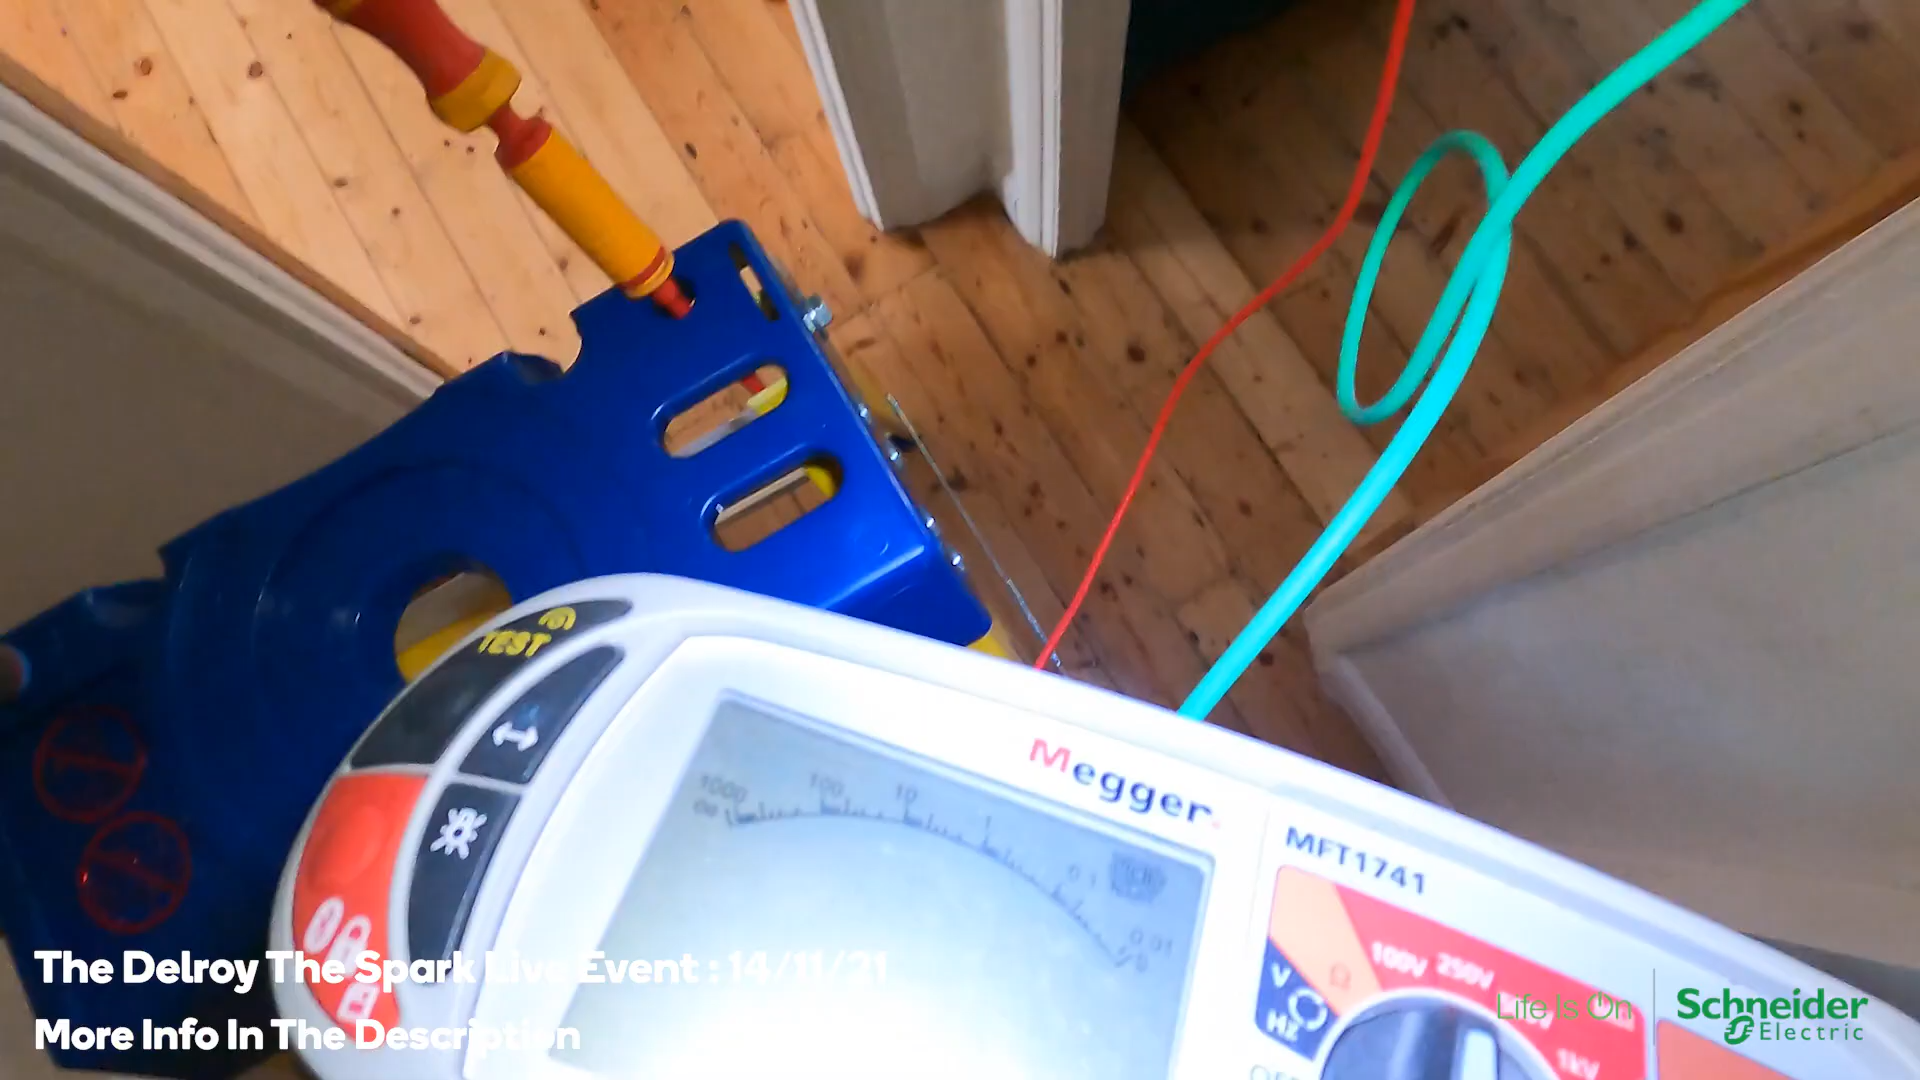 TEST
Megger.
MFT1741
1000 100 10 1 0.1 0.01
∞ 0
100V 250V
1kV
Ω
V
Hz
The Delroy The Spark Live Event : 14/11/21
More Info In The Description
Life Is On
Schneider
Electric